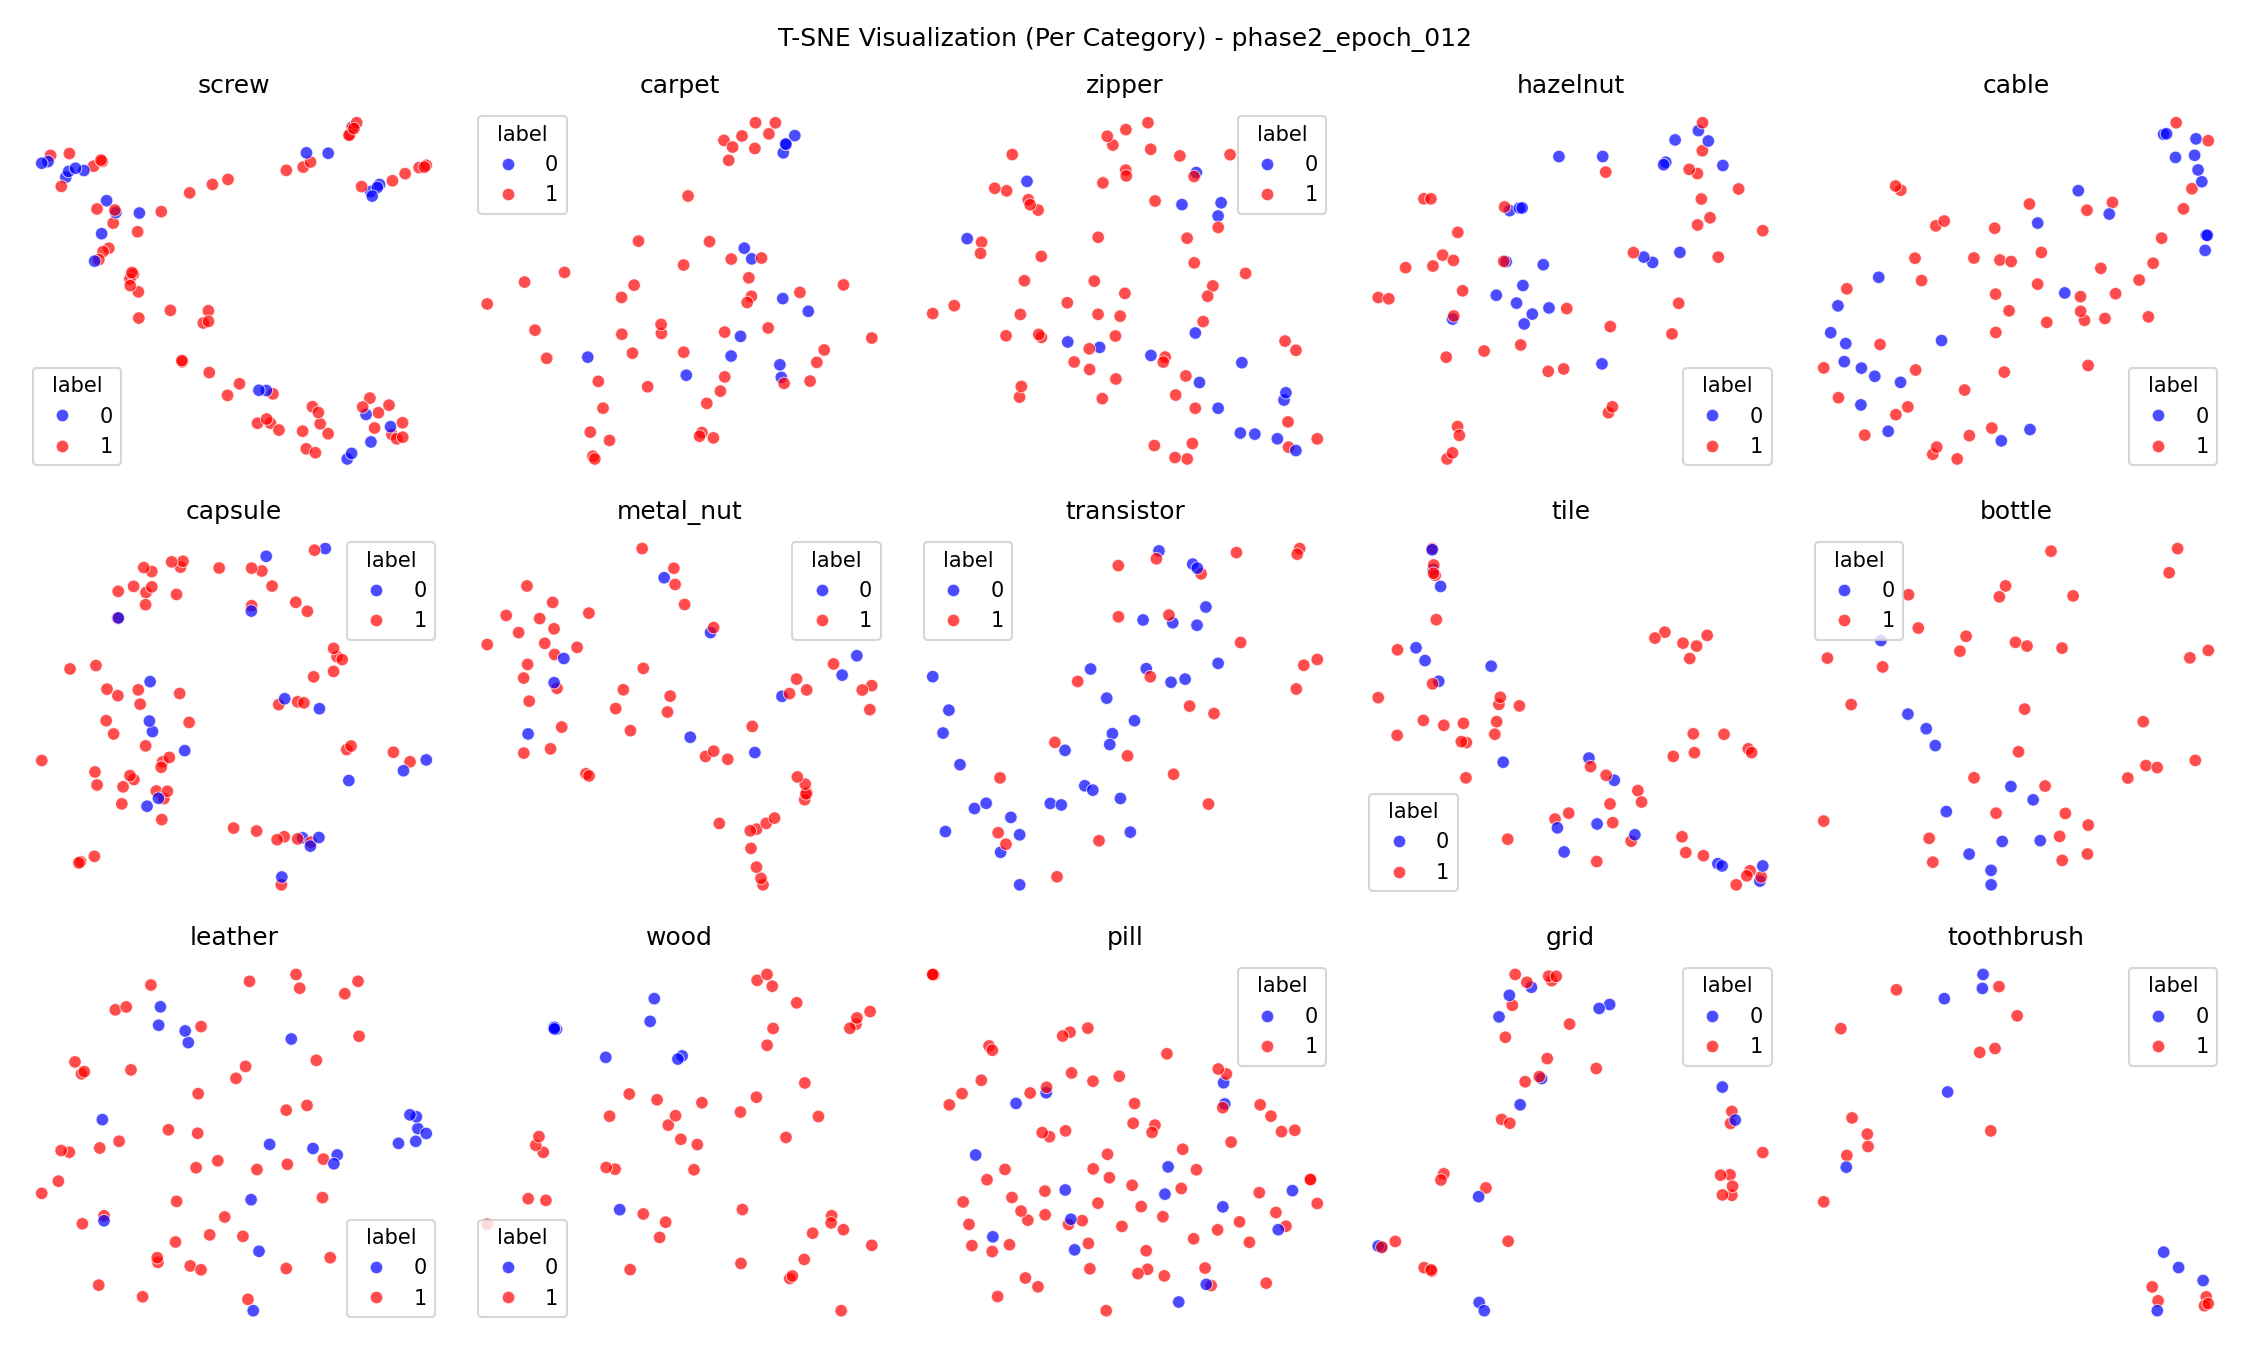 T-SNE Visualization (Per Category) - phase2_epoch_012
screw
label
0
1
carpet
label
0
1
zipper
label
0
1
hazelnut
label
0
1
cable
label
0
1
capsule
label
0
1
metal_nut
label
0
1
transistor
label
0
1
tile
label
0
1
bottle
label
0
1
leather
label
0
1
wood
label
0
1
pill
label
0
1
grid
label
0
1
toothbrush
label
0
1